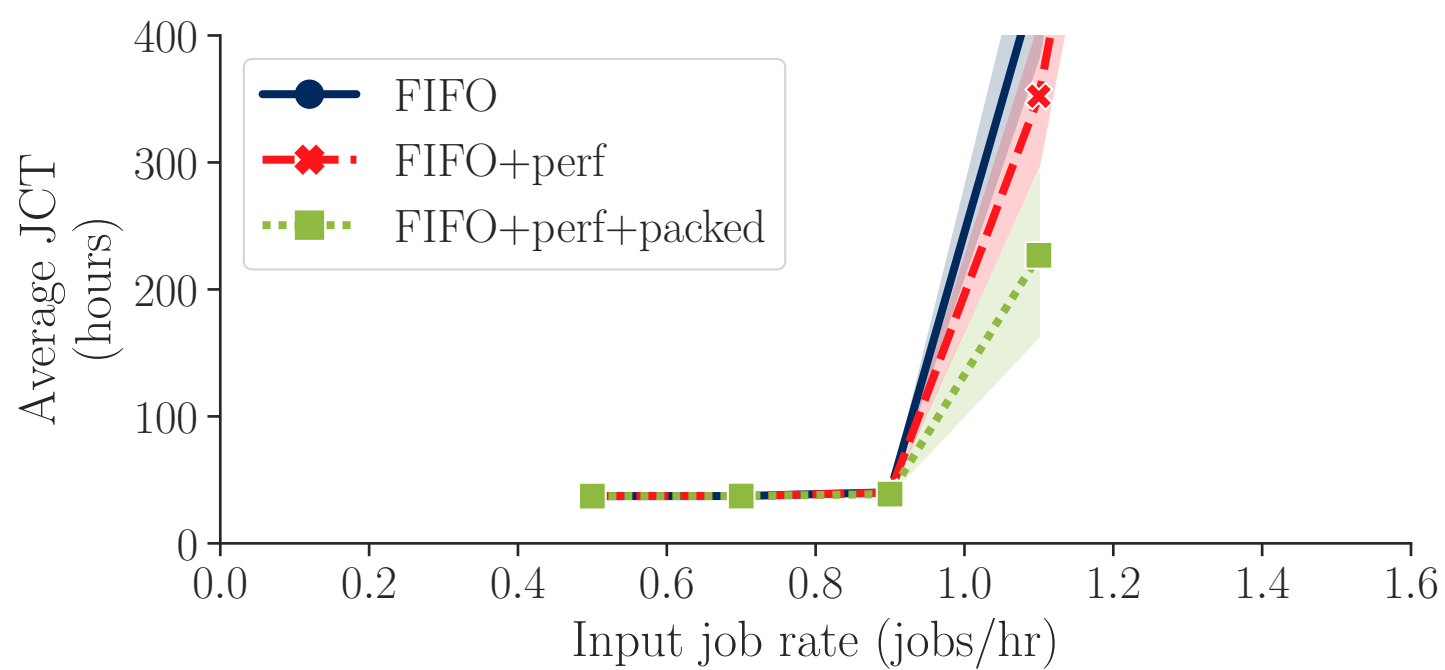 400
300
200
100
0
Average JCT
(hours)
FIFO
FIFO+perf
FIFO+perf+packed
0.0 0.2 0.4 0.6 0.8 1.0 1.2 1.4 1.6
Input job rate (jobs/hr)